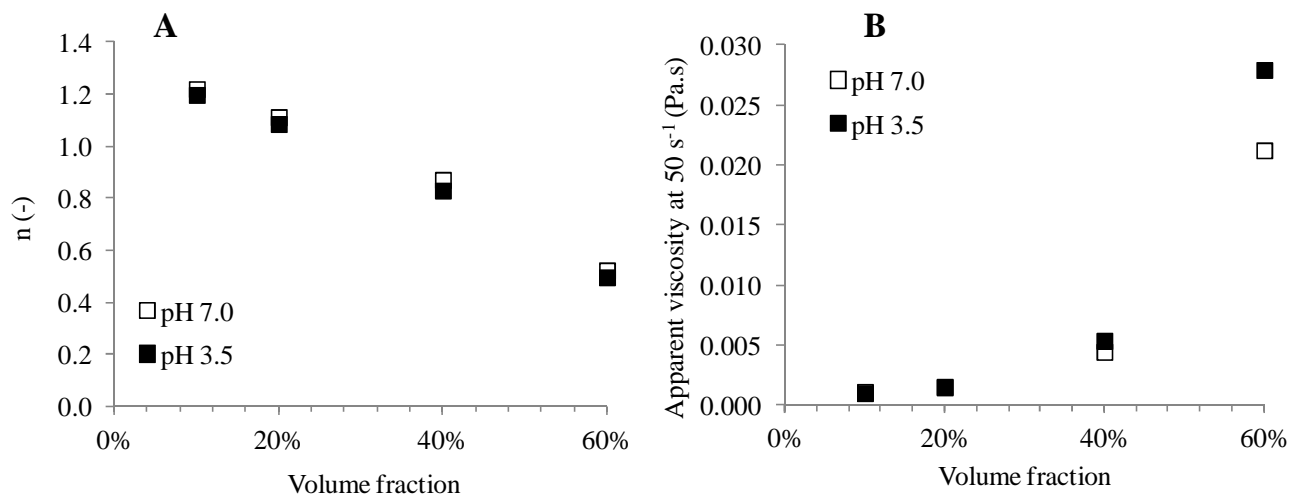 A
1.4
1.2
1.0
0.8
0.6
0.4
0.2
0.0
n (-)
pH 7.0
pH 3.5
0%
20%
40%
60%
Volume fraction
B
0.030
0.025
0.020
0.015
0.010
0.005
0.000
Apparent viscosity at 50 s⁻¹ (Pa.s)
pH 7.0
pH 3.5
0%
20%
40%
60%
Volume fraction